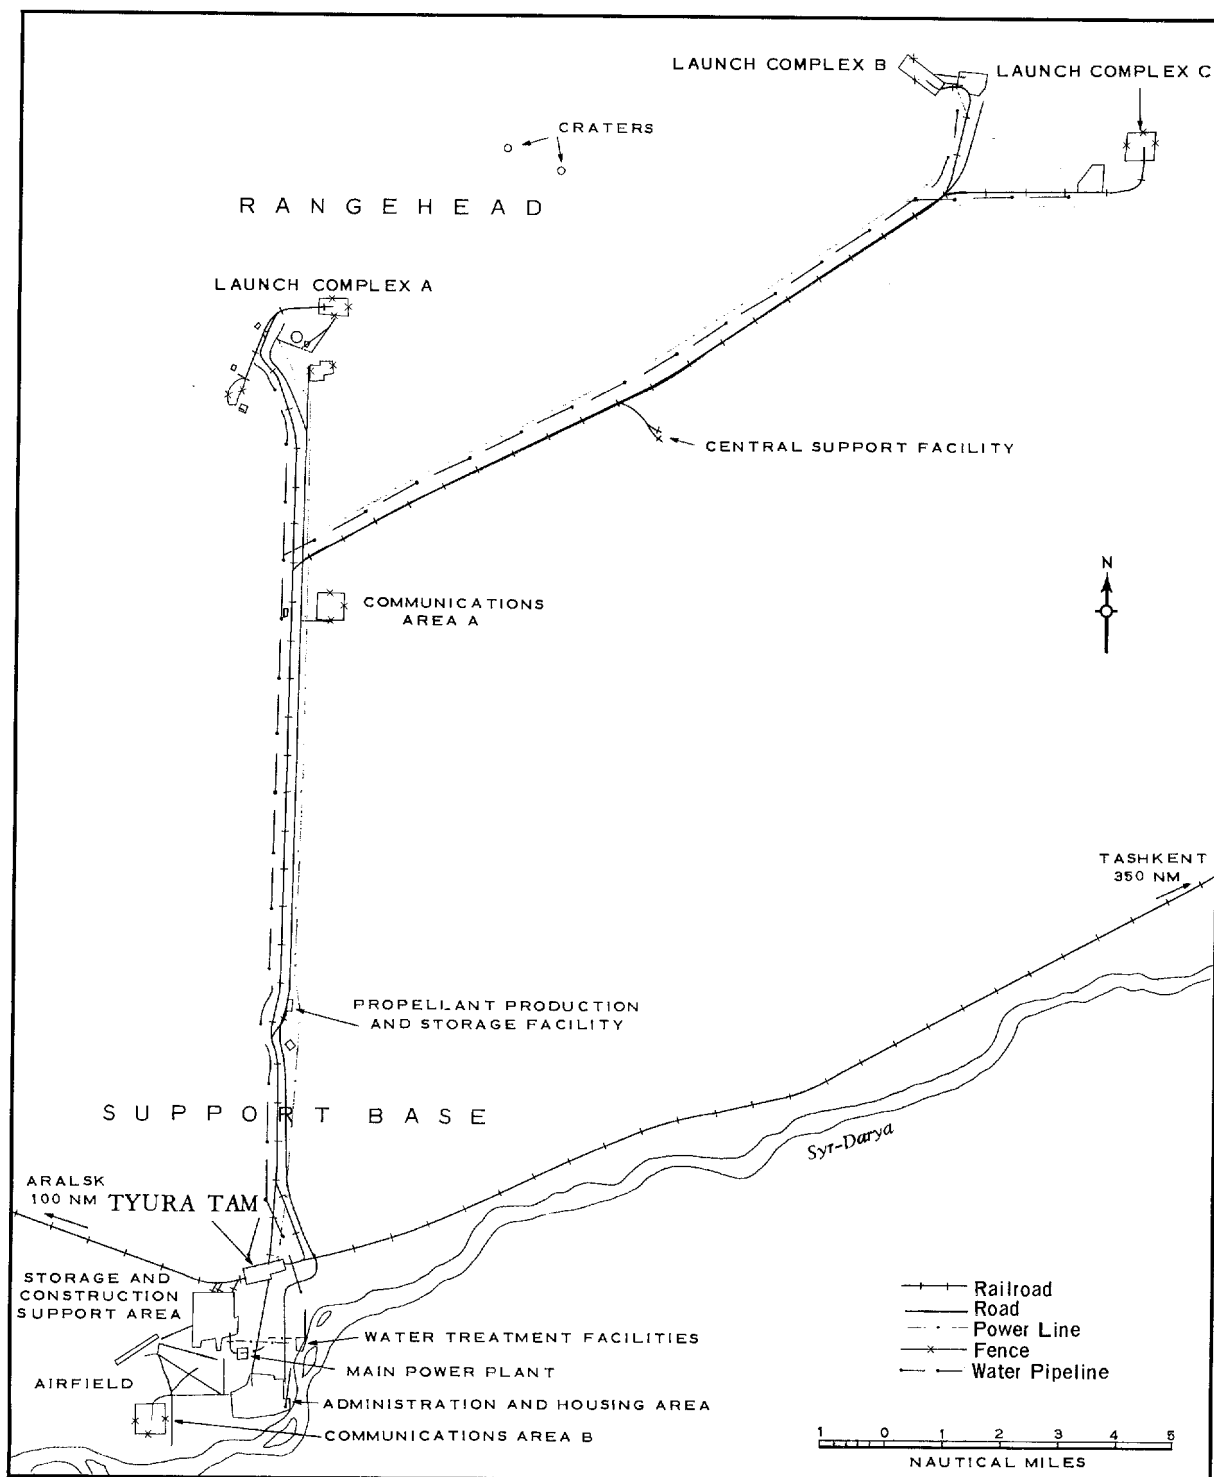 LAUNCH COMPLEX B
LAUNCH COMPLEX C
CRATERS
RANGEHEAD
LAUNCH COMPLEX A
CENTRAL SUPPORT FACILITY
N
COMMUNICATIONS
AREA A
TASHKENT
350 NM
PROPELLANT PRODUCTION
AND STORAGE FACILITY
SUPPORT BASE
Syr-Darya
ARALSK
100 NM
TYURA TAM
STORAGE AND
CONSTRUCTION
SUPPORT AREA
Railroad
Road
Power Line
Fence
Water Pipeline
WATER TREATMENT FACILITIES
MAIN POWER PLANT
AIRFIELD
ADMINISTRATION AND HOUSING AREA
COMMUNICATIONS AREA B
1 0 1 2 3 4 5
NAUTICAL MILES